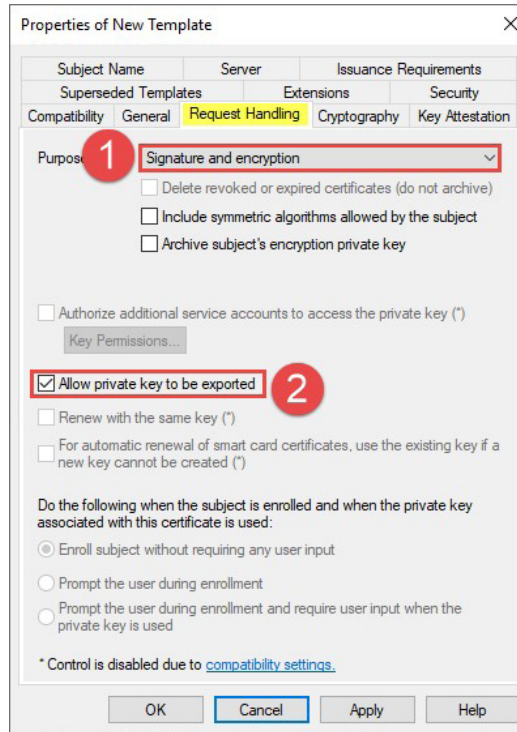 Properties of New Template
Subject Name Server Issuance Requirements
Superseded Templates Extensions Security
Compatibility General Request Handling Cryptography Key Attestation
Purpos 1 Signature and encryption
Delete revoked or expired certificates (do not archive)
Include symmetric algorithms allowed by the subject
Archive subject's encryption private key
Authorize additional service accounts to access the private key (*)
Key Permissions...
Allow private key to be exported 2
Renew with the same key (*)
For automatic renewal of smart card certificates, use the existing key if a
new key cannot be created (*)
Do the following when the subject is enrolled and when the private key
associated with this certificate is used:
Enroll subject without requiring any user input
Prompt the user during enrollment
Prompt the user during enrollment and require user input when the
private key is used
* Control is disabled due to compatibility settings.
OK Cancel Apply Help